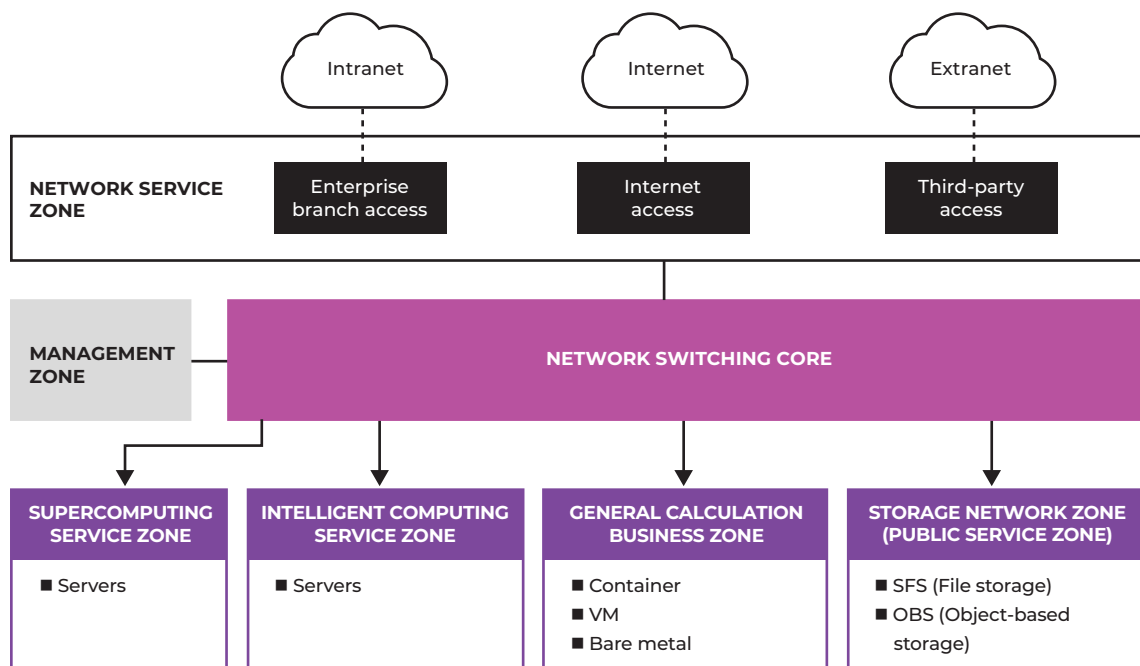 Intranet
Internet
Extranet
NETWORK SERVICE
ZONE
Enterprise
branch access
Internet
access
Third-party
access
MANAGEMENT
ZONE
NETWORK SWITCHING CORE
SUPERCOMPUTING
SERVICE ZONE
■ Servers
INTELLIGENT COMPUTING
SERVICE ZONE
■ Servers
GENERAL CALCULATION
BUSINESS ZONE
■ Container
■ VM
■ Bare metal
STORAGE NETWORK ZONE
(PUBLIC SERVICE ZONE)
■ SFS (File storage)
■ OBS (Object-based
storage)